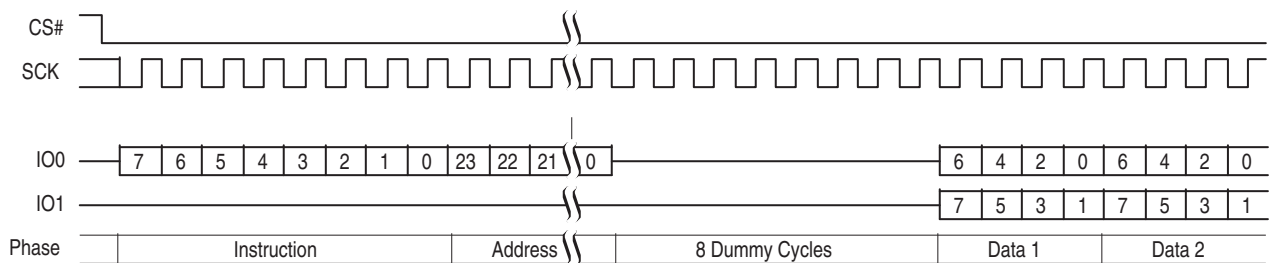 CS#
SCK
IO0 7 6 5 4 3 2 1 0 23 22 21 0 6 4 2 0 6 4 2 0
IO1 7 5 3 1 7 5 3 1
Phase Instruction Address 8 Dummy Cycles Data 1 Data 2